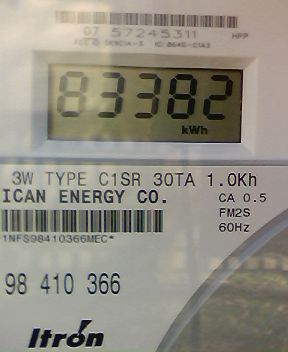 07 57245311 HPP
83382
kWh
3W TYPE C1SR 30TA 1.0Kh
ICAN ENERGY CO. CA 0.5
FM2S
60Hz
1NFS98410366MEC*
98 410 366
Itron